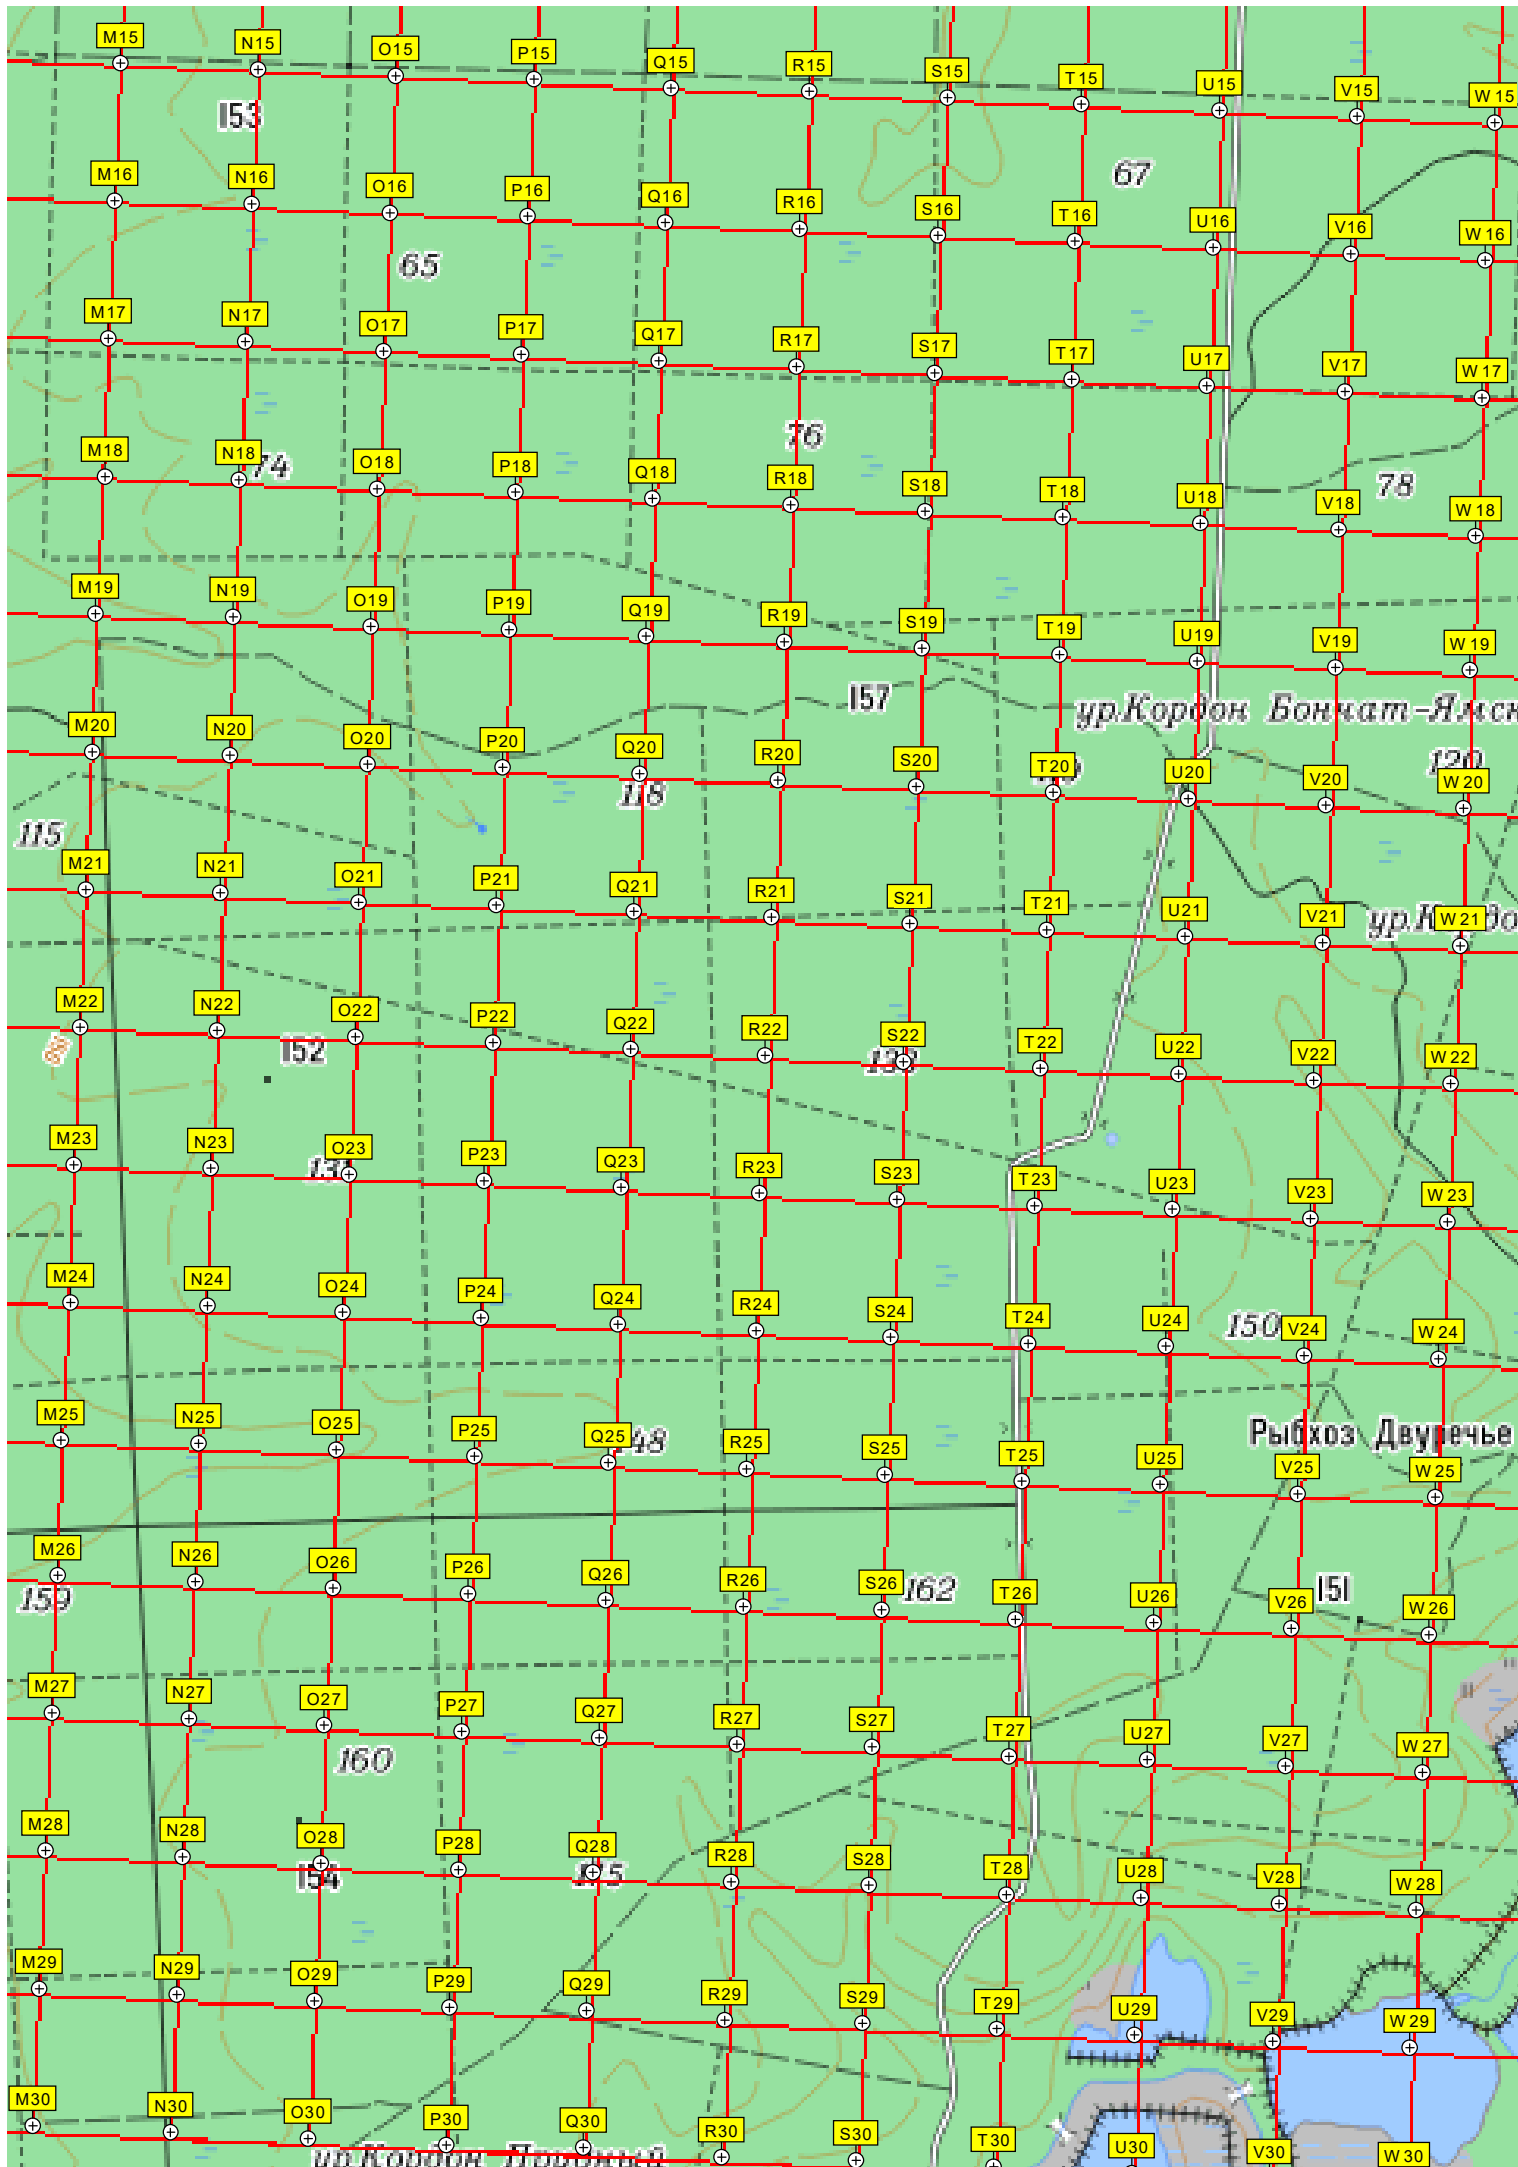 M15 N15 O15 P15 Q15 R15 S15 T15 U15 V15 W15
153
67
M16 N16 O16 P16 Q16 R16 S16 T16 U16 V16 W16
65
M17 N17 O17 P17 Q17 R17 S17 T17 U17 V17 W17
76
M18 N18 O18 P18 Q18 R18 S18 T18 U18 V18 W18
74
78
M19 N19 O19 P19 Q19 R19 S19 T19 U19 V19 W19
157
ур.Кордон Бончат-Ямск
M20 N20 O20 P20 Q20 R20 S20 T20 U20 V20 W20
118
120
115
M21 N21 O21 P21 Q21 R21 S21 T21 U21 V21 W21
M22 N22 O22 P22 Q22 R22 S22 T22 U22 V22 W22
152
M23 N23 O23 P23 Q23 R23 S23 T23 U23 V23 W23
M24 N24 O24 P24 Q24 R24 S24 T24 U24 V24 W24
150
M25 N25 O25 P25 Q25 R25 S25 T25 U25 V25 W25
48
Рыбхоз Двуречье
M26 N26 O26 P26 Q26 R26 S26 T26 U26 V26 W26
159
162
151
M27 N27 O27 P27 Q27 R27 S27 T27 U27 V27 W27
160
M28 N28 O28 P28 Q28 R28 S28 T28 U28 V28 W28
154
M29 N29 O29 P29 Q29 R29 S29 T29 U29 V29 W29
M30 N30 O30 P30 Q30 R30 S30 T30 U30 V30 W30
ур.Кордон